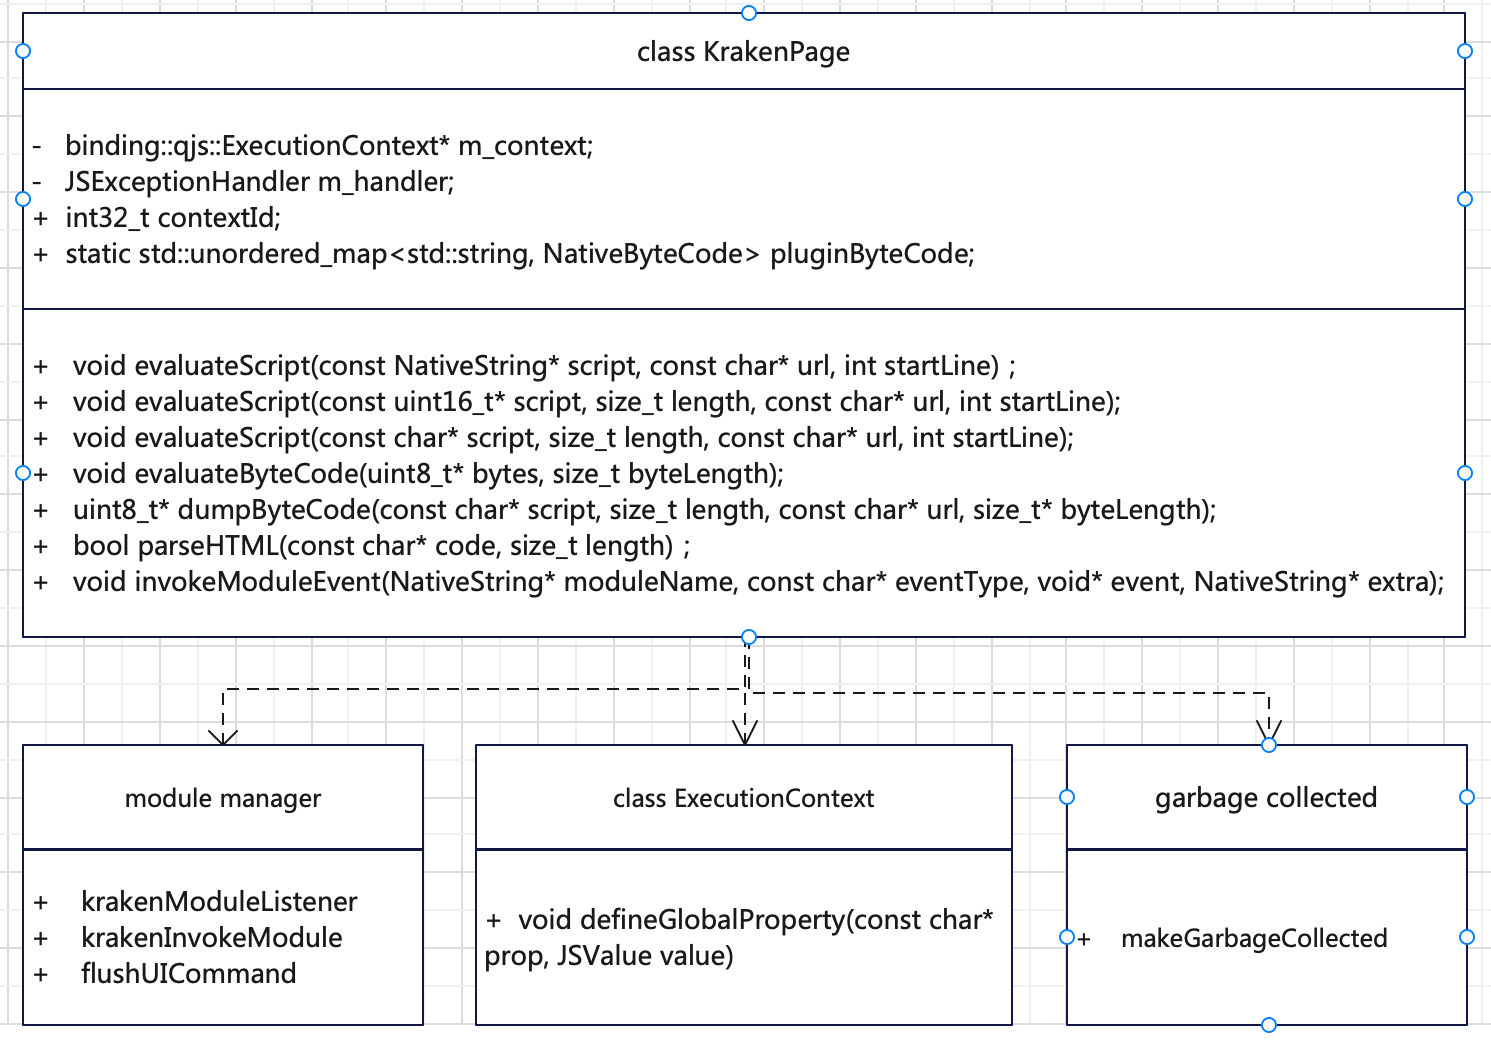 class KrakenPage
- binding::qjs::ExecutionContext* m_context;
- JSExceptionHandler m_handler;
+ int32_t contextId;
+ static std::unordered_map<std::string, NativeByteCode> pluginByteCode;
+ void evaluateScript(const NativeString* script, const char* url, int startLine) ;
+ void evaluateScript(const uint16_t* script, size_t length, const char* url, int startLine);
+ void evaluateScript(const char* script, size_t length, const char* url, int startLine);
+ void evaluateByteCode(uint8_t* bytes, size_t byteLength);
+ uint8_t* dumpByteCode(const char* script, size_t length, const char* url, size_t* byteLength);
+ bool parseHTML(const char* code, size_t length) ;
+ void invokeModuleEvent(NativeString* moduleName, const char* eventType, void* event, NativeString* extra);
module manager
+ krakenModuleListener
+ krakenInvokeModule
+ flushUICommand
class ExecutionContext
+ void defineGlobalProperty(const char*
prop, JSValue value)
garbage collected
+ makeGarbageCollected